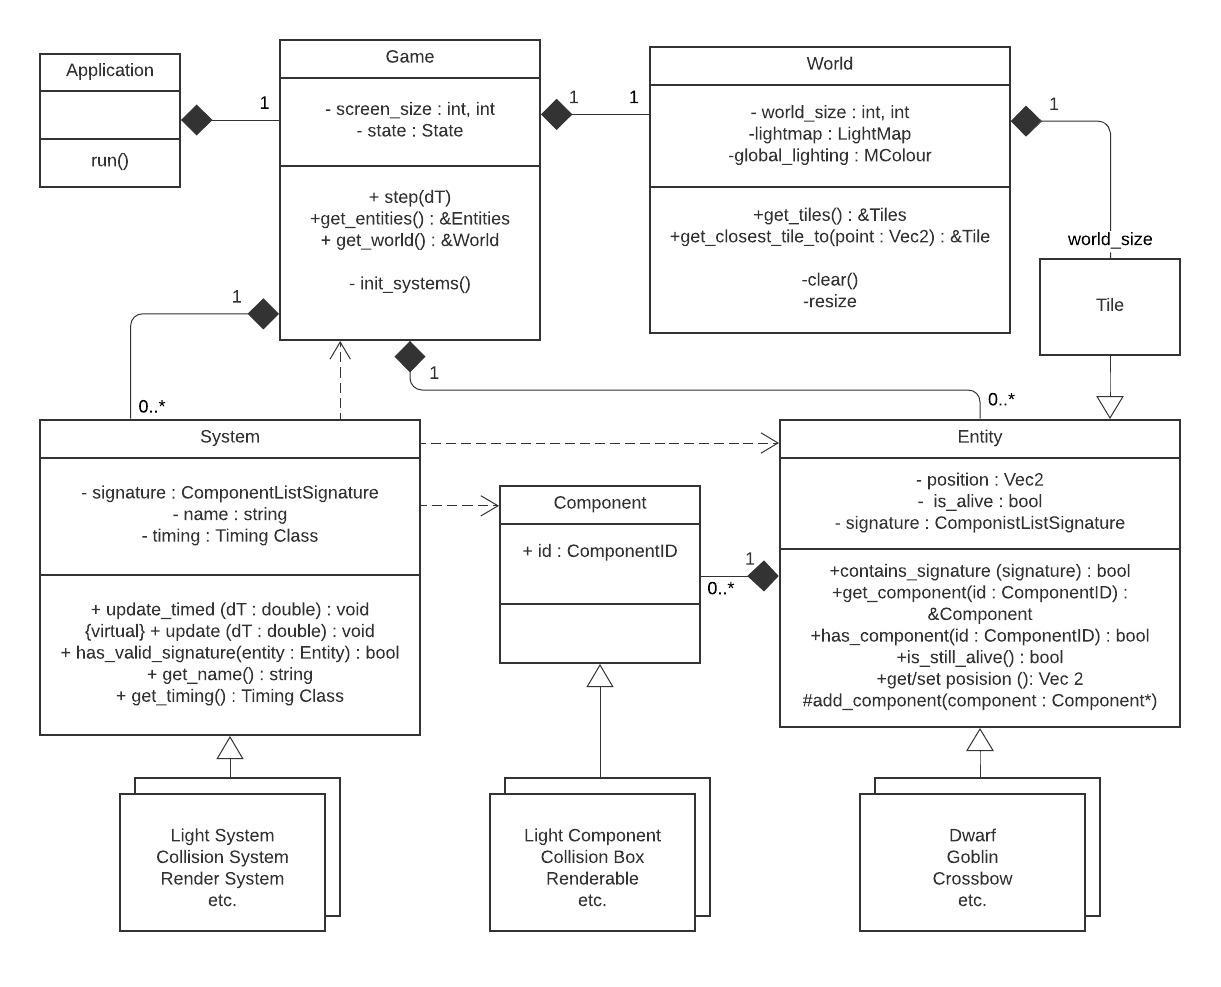 Application
run()
1
Game
- screen_size : int, int
- state : State
+ step(dT)
+get_entities() : &Entities
+ get_world() : &World
- init_systems()
1
1
World
- world_size : int, int
-lightmap : LightMap
-global_lighting : MColour
+get_tiles() : &Tiles
+get_closest_tile_to(point : Vec2) : &Tile
-clear()
-resize
1
world_size
Tile
1
0..*
1
0..*
System
- signature : ComponentListSignature
- name : string
- timing : Timing Class
+ update_timed (dT : double) : void
{virtual} + update (dT : double) : void
+ has_valid_signature(entity : Entity) : bool
+ get_name() : string
+ get_timing() : Timing Class
Component
+ id : ComponentID
1
0..*
Entity
- position : Vec2
- is_alive : bool
- signature : ComponistListSignature
+contains_signature (signature) : bool
+get_component(id : ComponentID) :
&Component
+has_component(id : ComponentID) : bool
+is_still_alive() : bool
+get/set posision (): Vec 2
#add_component(component : Component*)
Light System
Collision System
Render System
etc.
Light Component
Collision Box
Renderable
etc.
Dwarf
Goblin
Crossbow
etc.